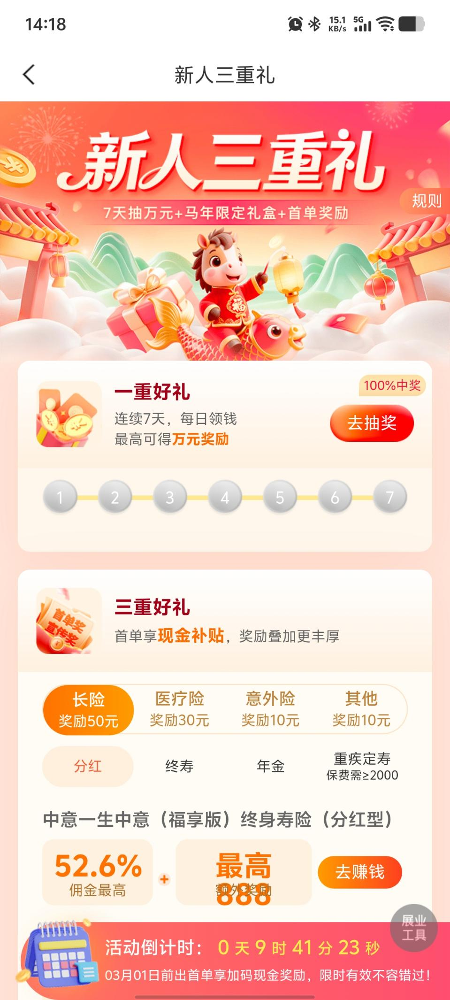 14:18
15.1
KB/s
5G
新人三重礼
新人三重礼
规则
7天抽万元+马年限定礼盒+首单奖励
福
一重好礼
100%中奖
连续7天，每日领钱
最高可得万元奖励
去抽奖
1 2 3 4 5 6 7
首单奖
宣传奖
三重好礼
首单享现金补贴，奖励叠加更丰厚
长险 医疗险 意外险 其他
奖励50元 奖励30元 奖励10元 奖励10元
分红 终寿 年金 重疾定寿
保费需≥2000
中意一生中意（福享版）终身寿险（分红型）
52.6%
佣金最高
+
最高
888
额外奖励
去赚钱
展业
工具
活动倒计时： 0 天 9 时 41 分 23 秒
03月01日前出首单享加码现金奖励，限时有效不容错过！